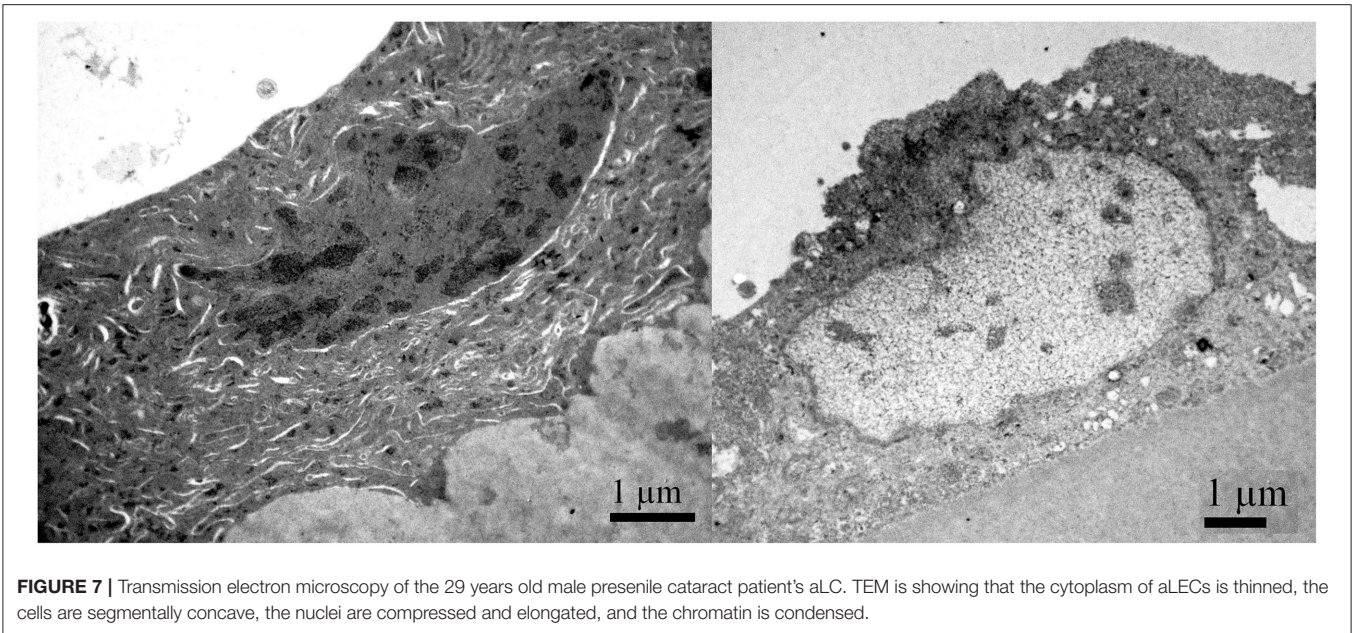 1 µm
1 µm
FIGURE 7 | Transmission electron microscopy of the 29 years old male presenile cataract patient's aLC. TEM is showing that the cytoplasm of aLECs is thinned, the
cells are segmentally concave, the nuclei are compressed and elongated, and the chromatin is condensed.